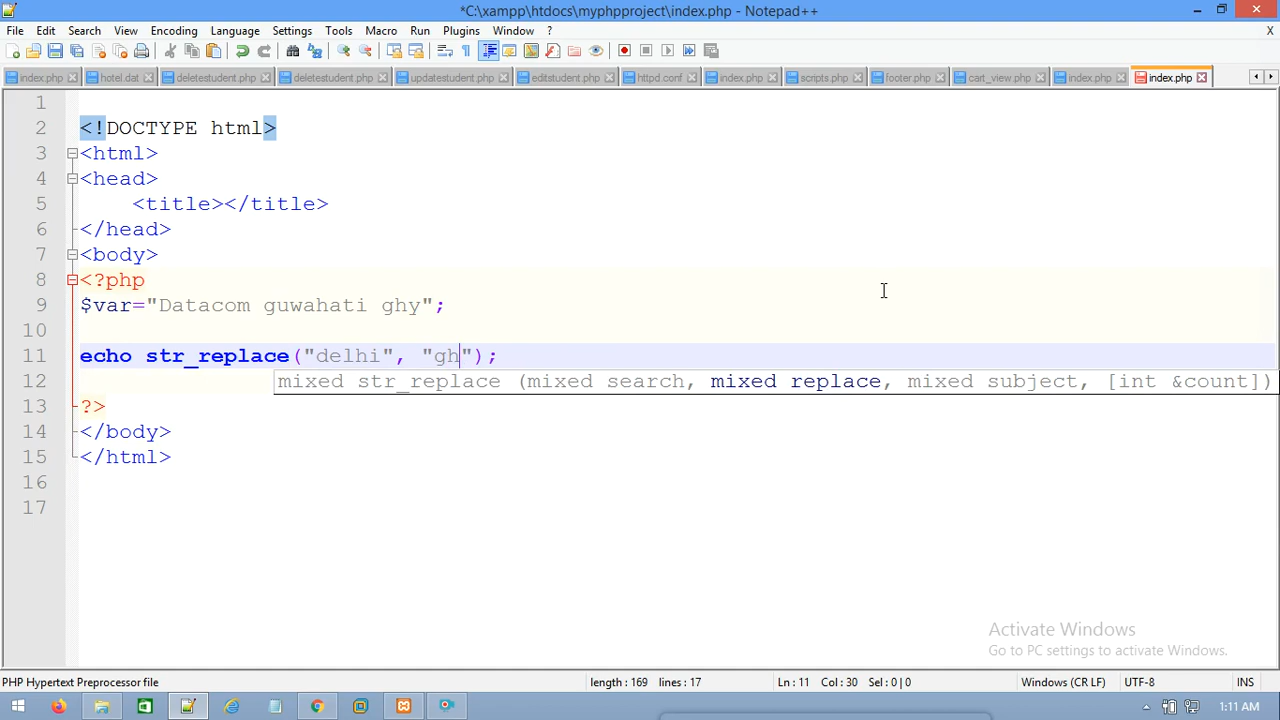 *C:\xampp\htdocs\myphpproject\index.php - Notepad++
File Edit Search View Encoding Language Settings Tools Macro Run Plugins Window ? X
index.php hotel.dat deletestudent.php deletestudent.php updatestudent.php editstudent.php httpd.conf index.php scripts.php footer.php cart_view.php index.php index.php
1
2 <!DOCTYPE html>
3 <html>
4 <head>
5 <title></title>
6 </head>
7 <body>
8 <?php
9 $var="Datacom guwahati ghy";
10
11 echo str_replace("delhi", "gh");
12 mixed str_replace (mixed search, mixed replace, mixed subject, [int &count])
13 ?>
14 </body>
15 </html>
16
17
Activate Windows
Go to PC settings to activate Windows.
PHP Hypertext Preprocessor file length : 169 lines : 17 Ln : 11 Col : 30 Sel : 0 | 0 Windows (CR LF) UTF-8 INS
1:11 AM